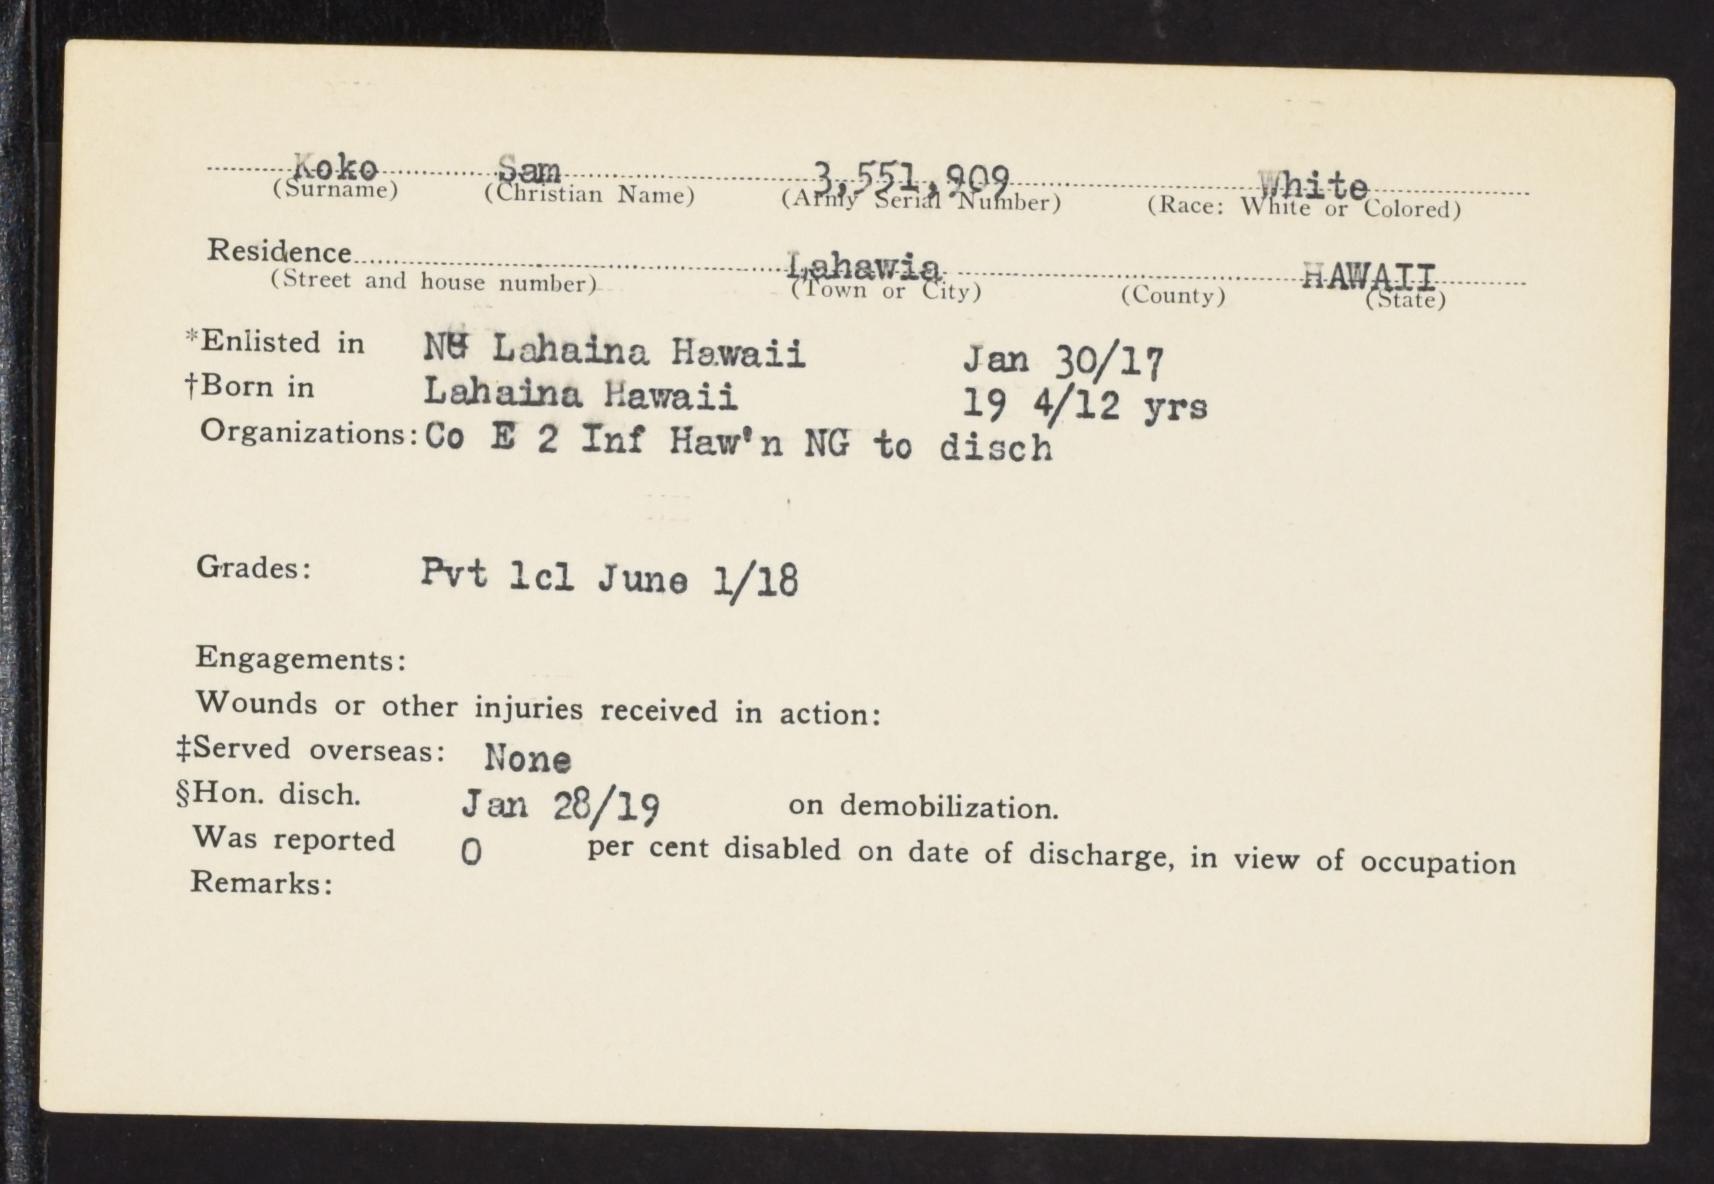 Koko Sam 3,551,909 White
(Surname) (Christian Name) (Army Serial Number) (Race: White or Colored)
Residence Lahawia HAWAII
(Street and house number) (Town or City) (County) (State)
*Enlisted in NG Lahaina Hawaii Jan 30/17
†Born in Lahaina Hawaii 19 4/12 yrs
Organizations: Co E 2 Inf Haw'n NG to disch
Grades: Pvt 1cl June 1/18
Engagements:
Wounds or other injuries received in action:
‡Served overseas: None
§Hon. disch. Jan 28/19 on demobilization.
Was reported 0 per cent disabled on date of discharge, in view of occupation
Remarks: